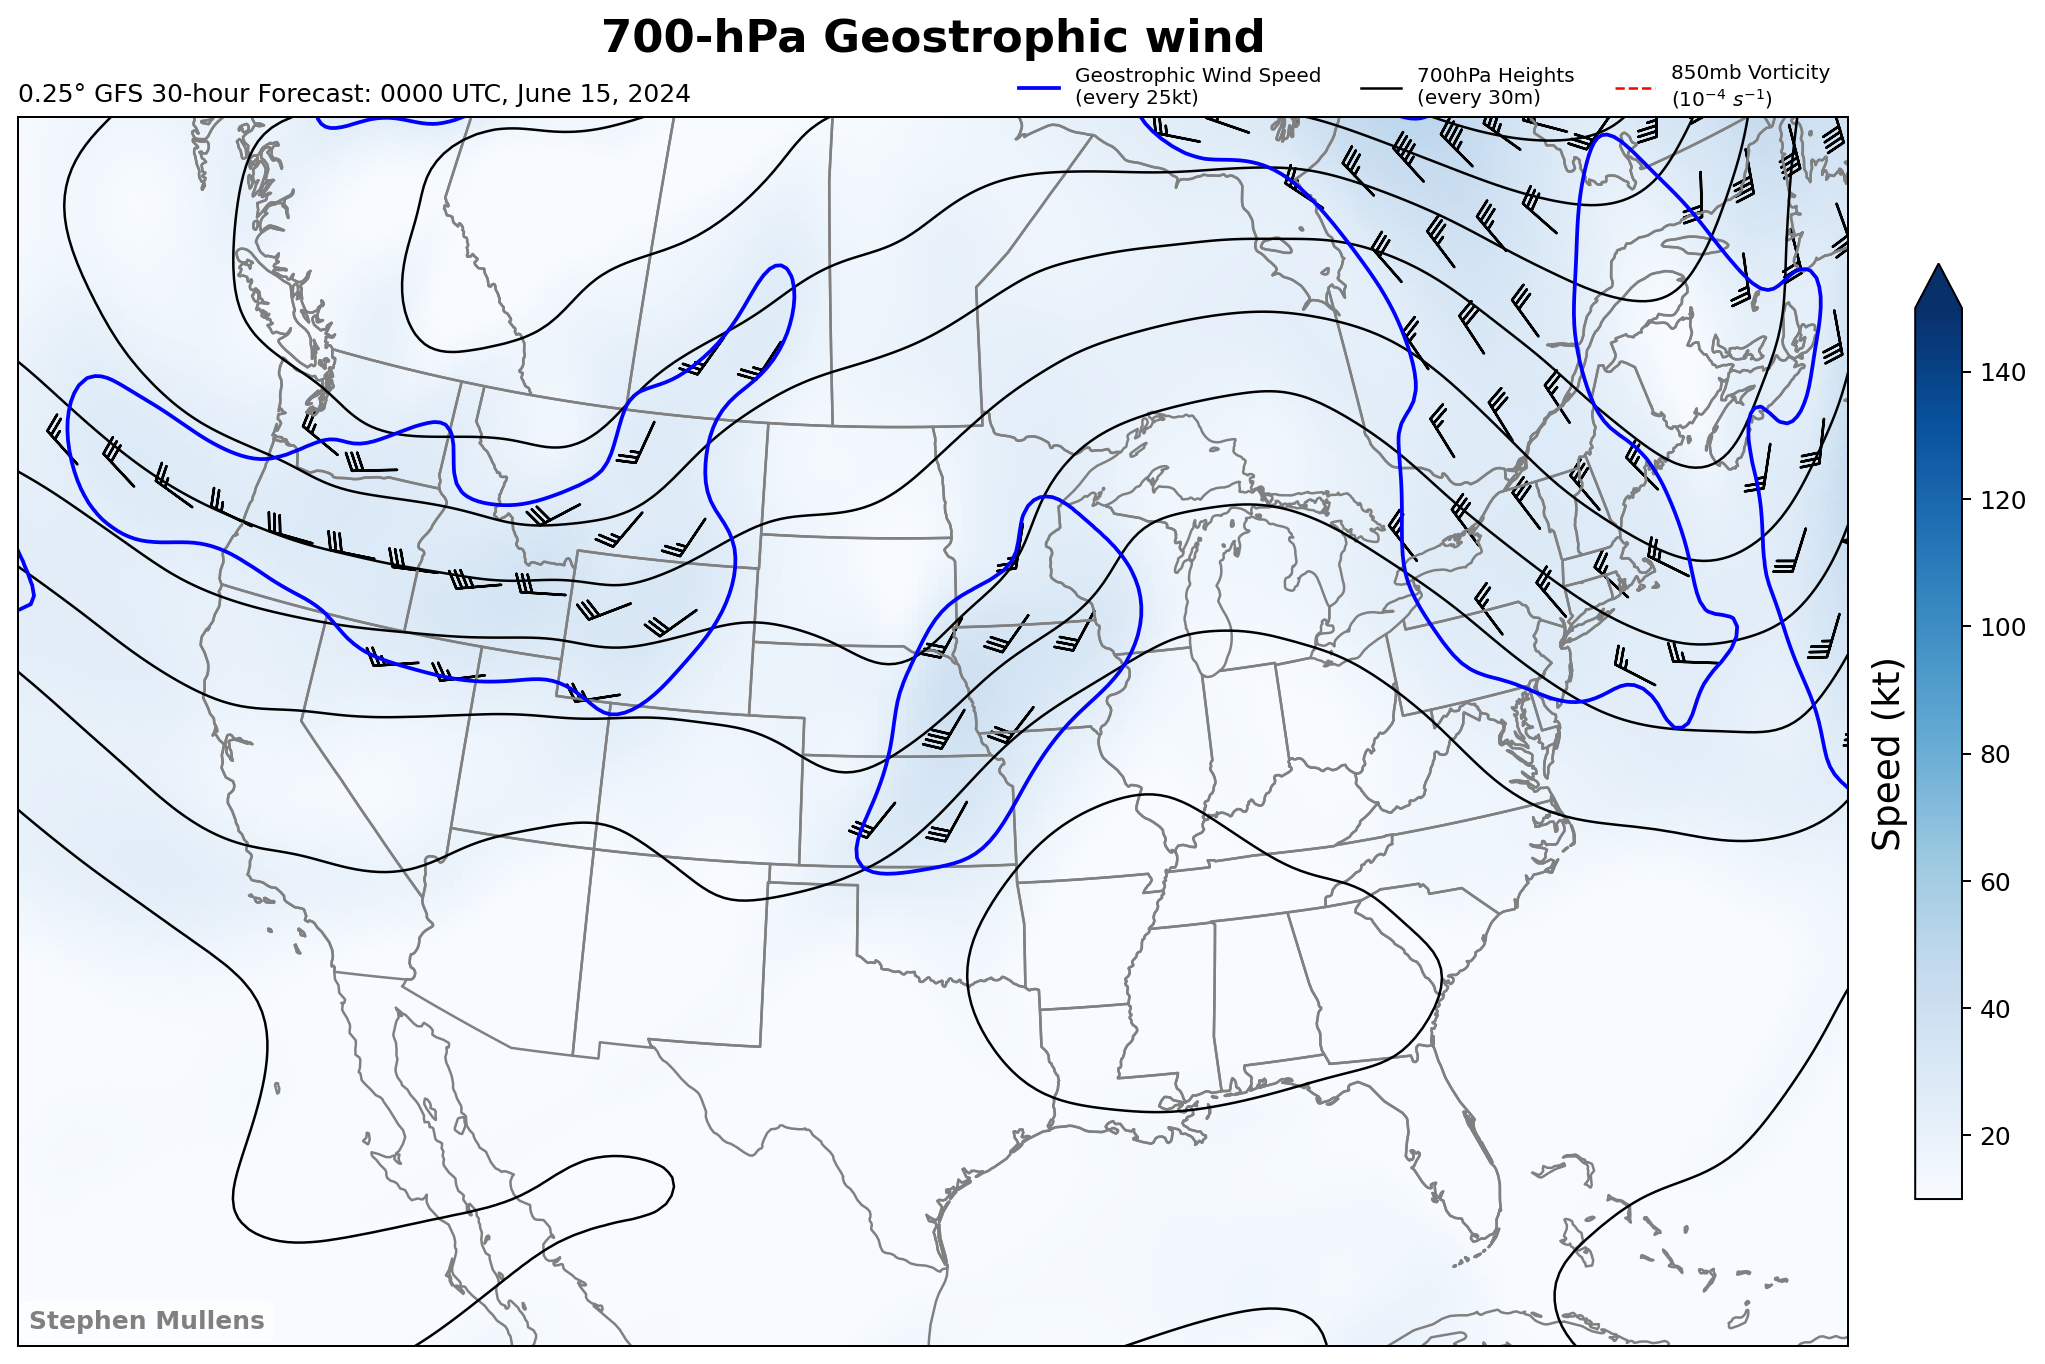 700-hPa Geostrophic wind
0.25° GFS 30-hour Forecast: 0000 UTC, June 15, 2024
Geostrophic Wind Speed
(every 25kt)
700hPa Heights
(every 30m)
850mb Vorticity
(10⁻⁴ s⁻¹)
140
120
100
80
60
40
20
Speed (kt)
Stephen Mullens